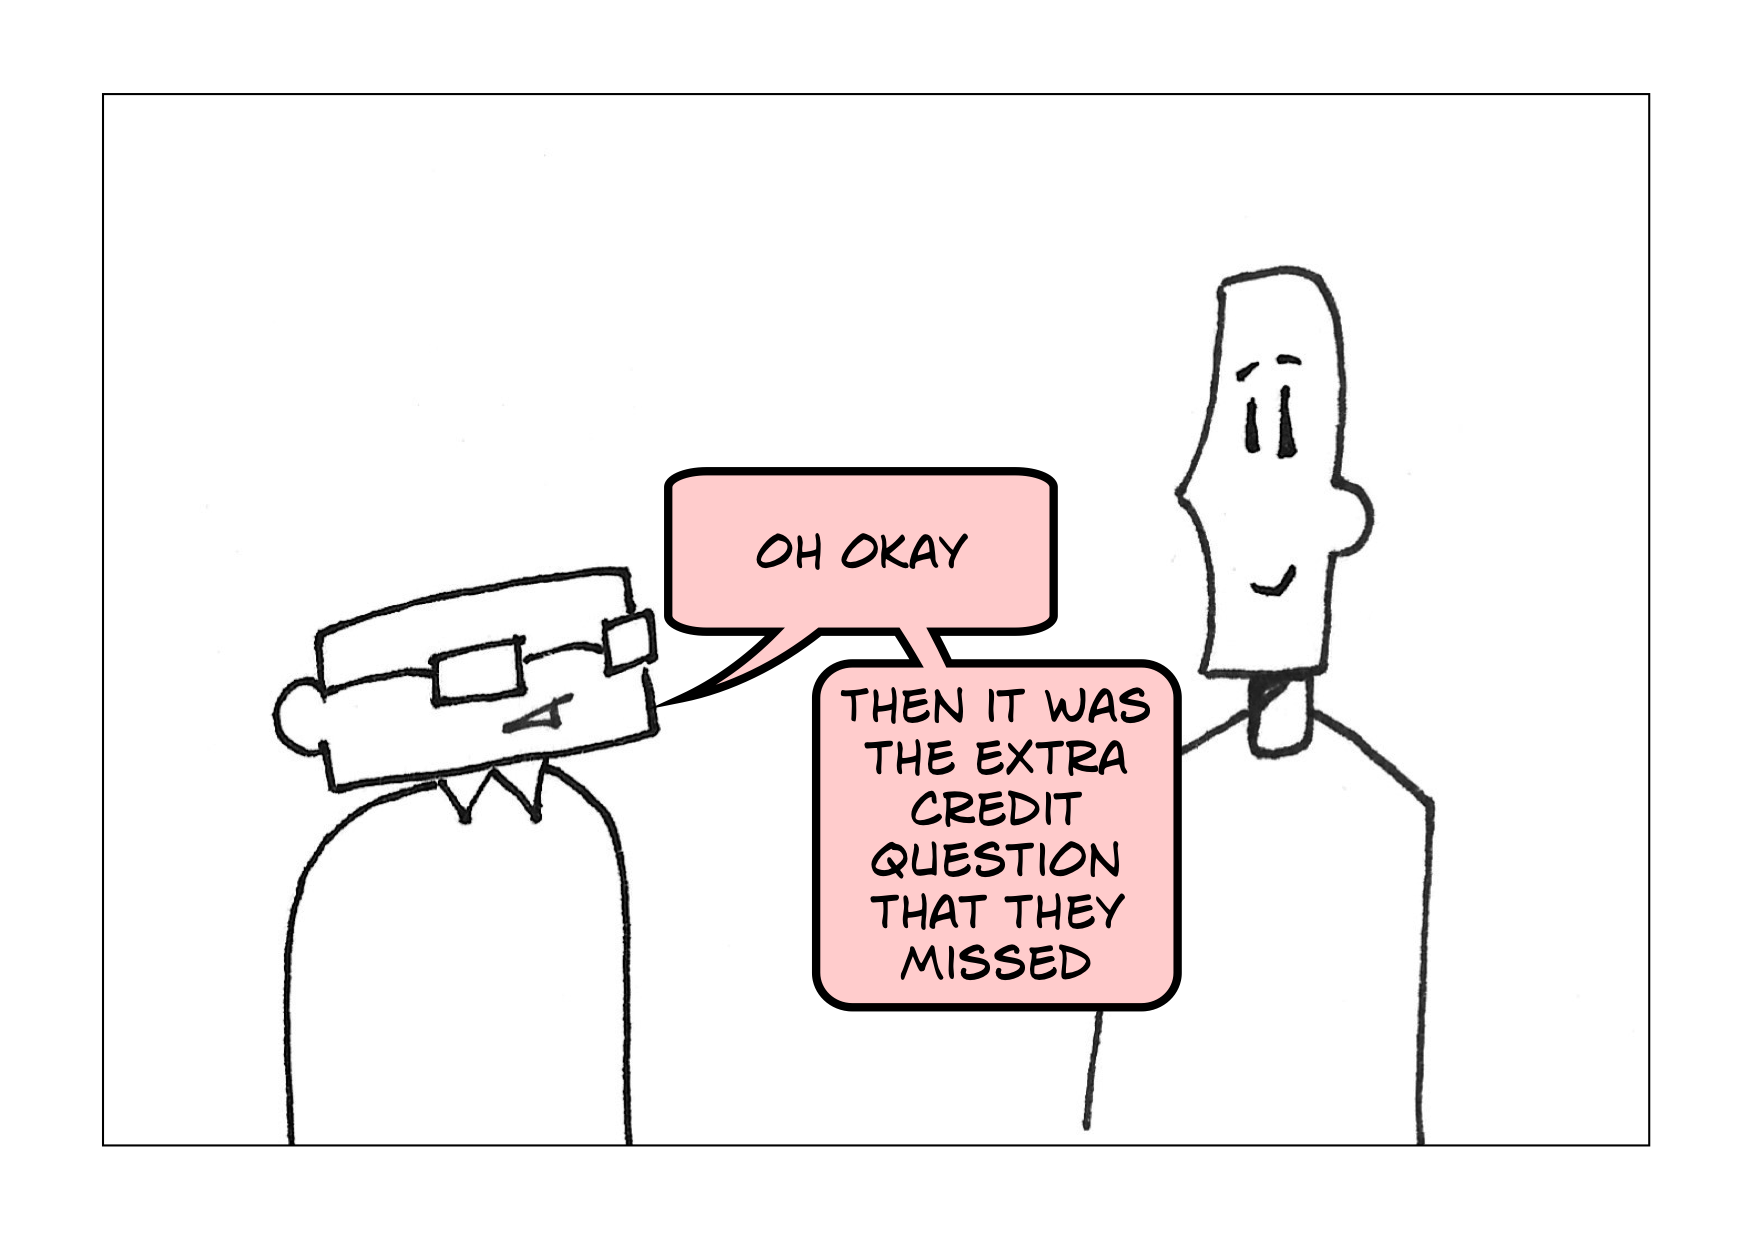 OH OKAY
THEN IT WAS
THE EXTRA
CREDIT
QUESTION
THAT THEY
MISSED